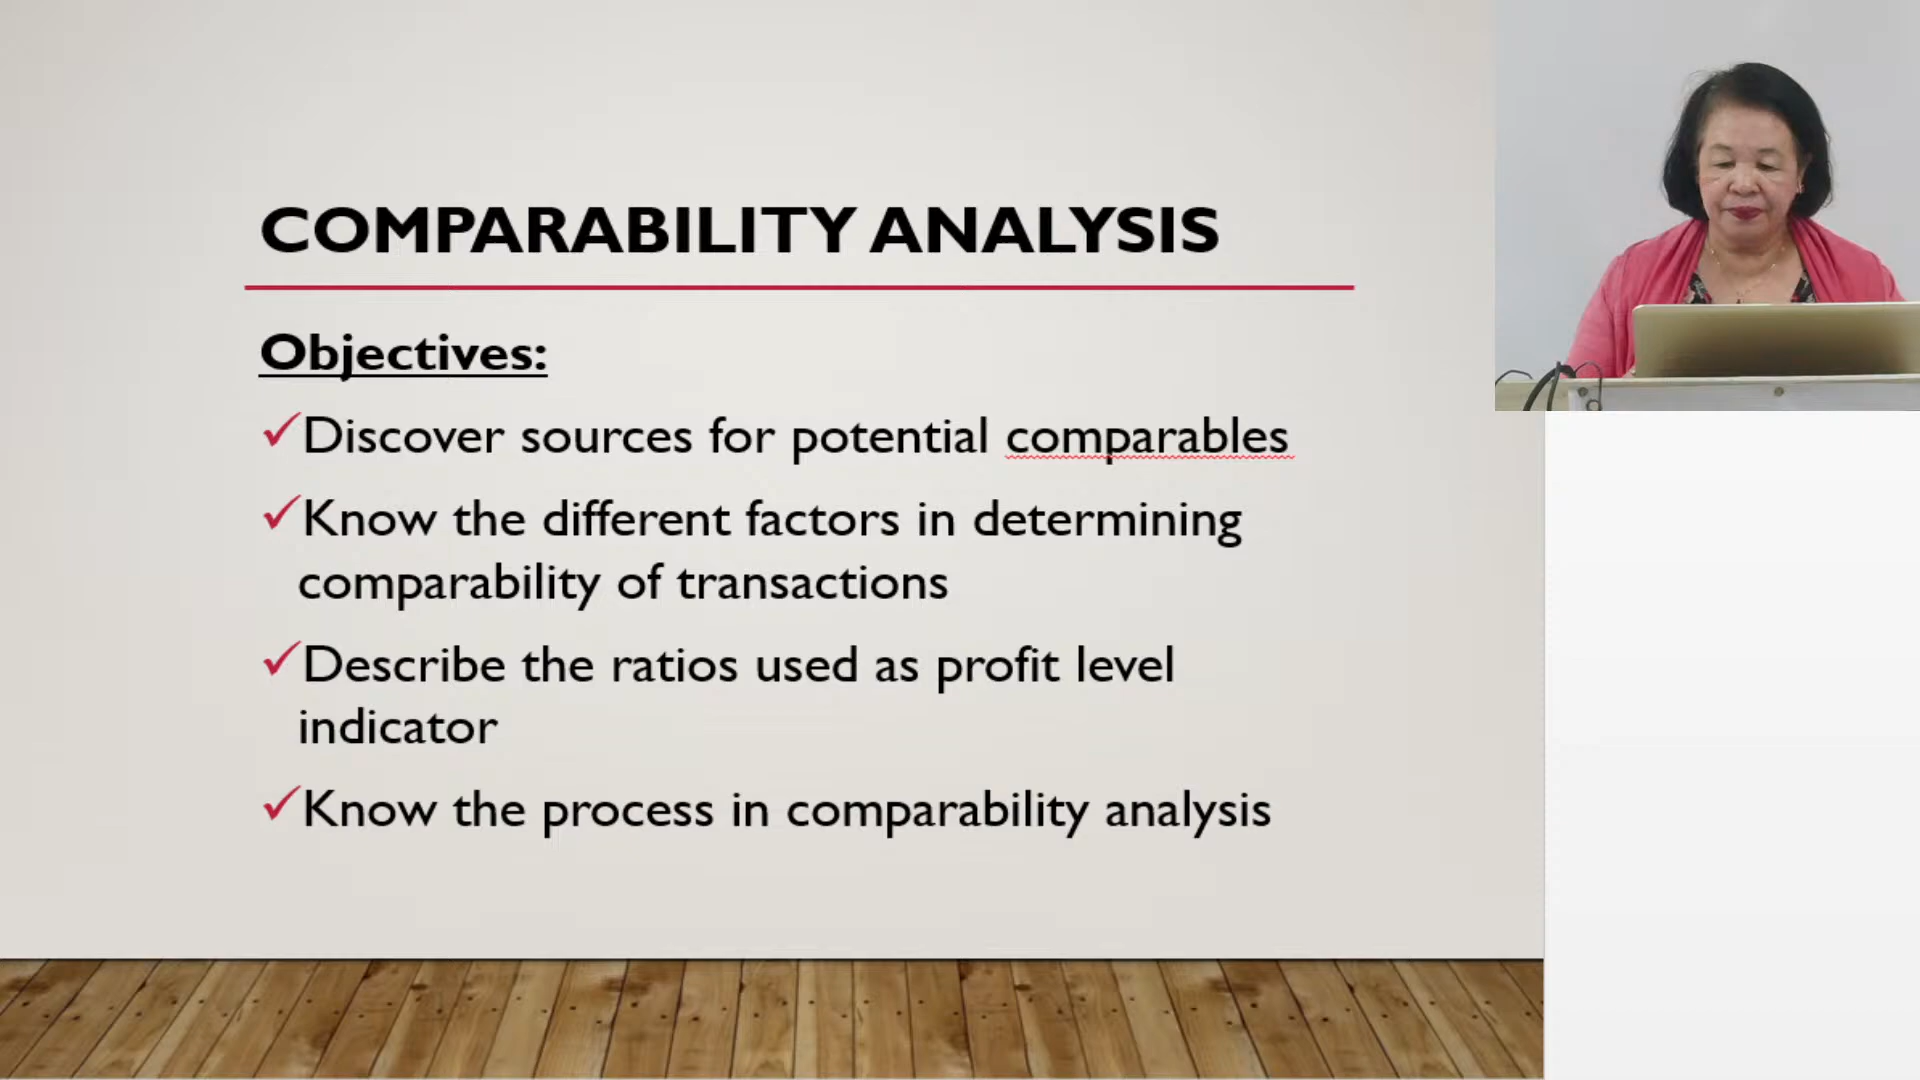 COMPARABILITY ANALYSIS
Objectives:
✓Discover sources for potential comparables
✓Know the different factors in determining
comparability of transactions
✓Describe the ratios used as profit level
indicator
✓Know the process in comparability analysis